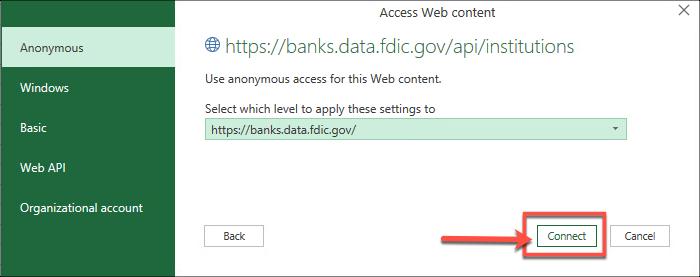 Access Web content
Anonymous
Windows
Basic
Web API
Organizational account
https://banks.data.fdic.gov/api/institutions
Use anonymous access for this Web content.
Select which level to apply these settings to
https://banks.data.fdic.gov/
Back
Connect
Cancel